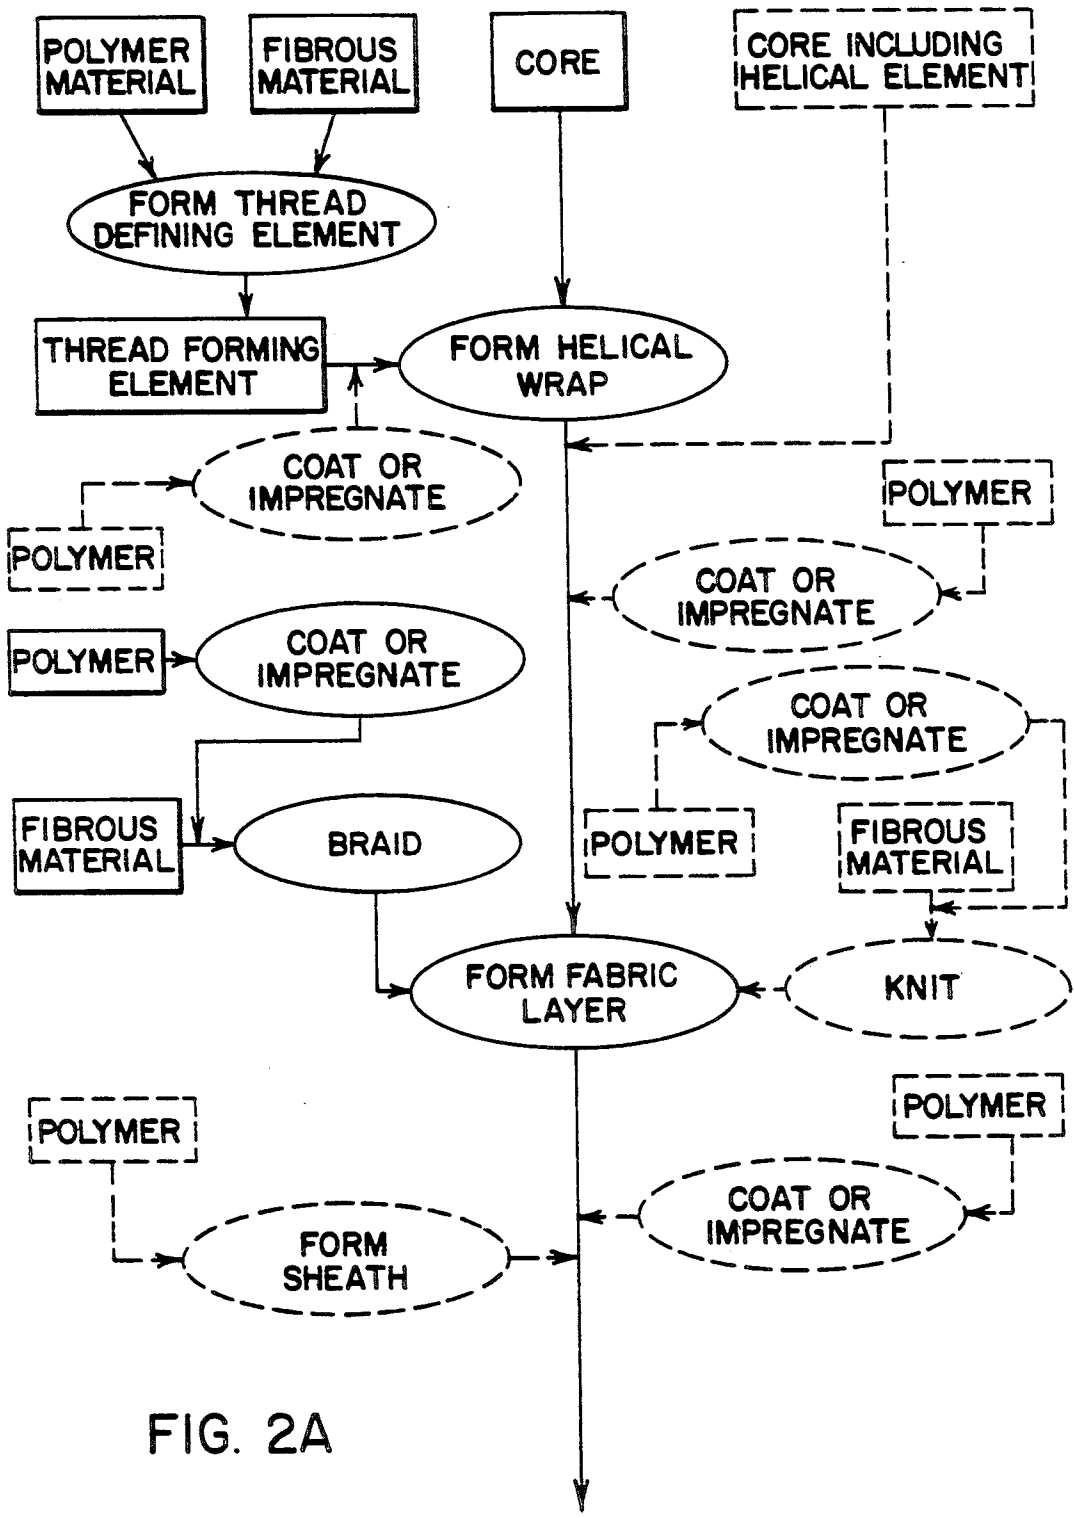 POLYMER
MATERIAL
FIBROUS
MATERIAL
CORE
CORE INCLUDING
HELICAL ELEMENT
FORM THREAD
DEFINING ELEMENT
THREAD FORMING
ELEMENT
FORM HELICAL
WRAP
COAT OR
IMPREGNATE
POLYMER
POLYMER
COAT OR
IMPREGNATE
POLYMER
COAT OR
IMPREGNATE
COAT OR
IMPREGNATE
POLYMER
FIBROUS
MATERIAL
BRAID
FIBROUS
MATERIAL
FORM FABRIC
LAYER
KNIT
POLYMER
POLYMER
COAT OR
IMPREGNATE
FORM
SHEATH
FIG. 2A